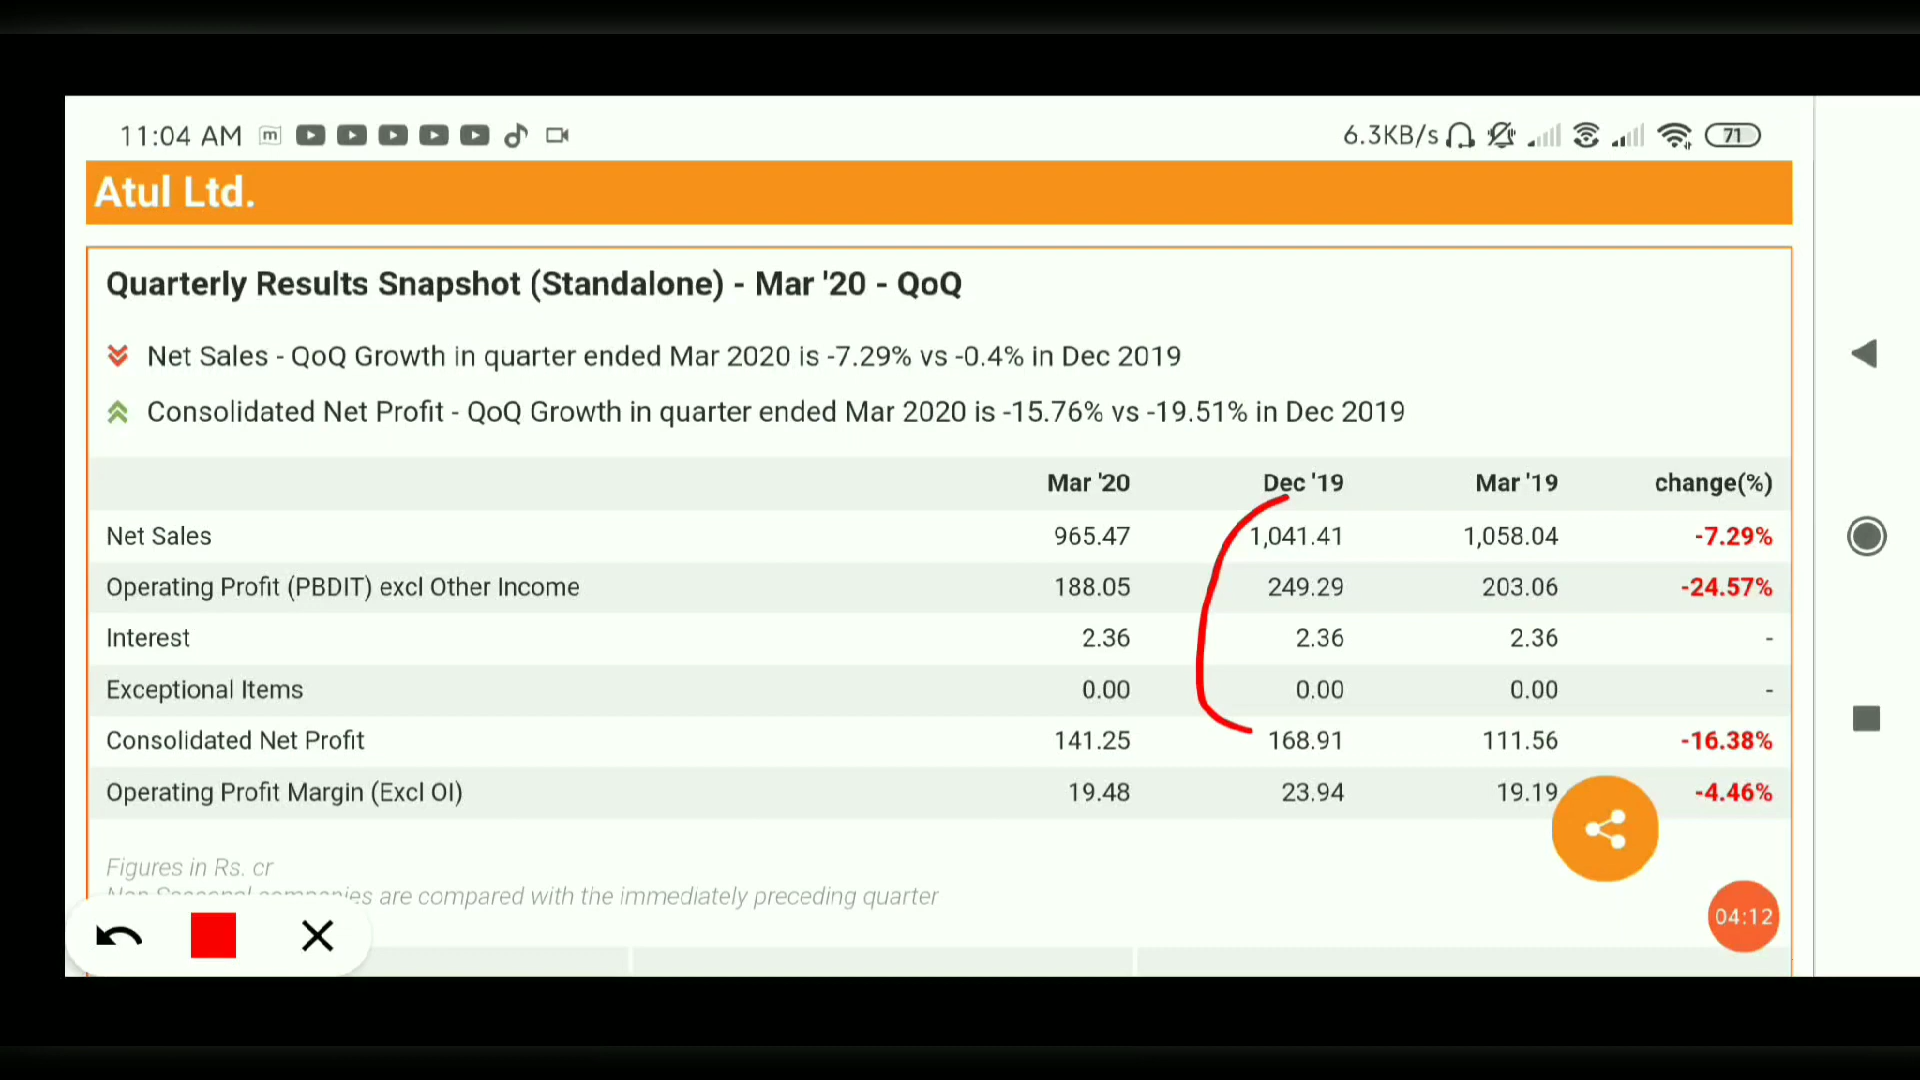 11:04 AM 6.3KB/s 71
Atul Ltd.
Quarterly Results Snapshot (Standalone) - Mar '20 - QoQ
Net Sales - QoQ Growth in quarter ended Mar 2020 is -7.29% vs -0.4% in Dec 2019
Consolidated Net Profit - QoQ Growth in quarter ended Mar 2020 is -15.76% vs -19.51% in Dec 2019
Mar '20 Dec '19 Mar '19 change(%)
Net Sales 965.47 1,041.41 1,058.04 -7.29%
Operating Profit (PBDIT) excl Other Income 188.05 249.29 203.06 -24.57%
Interest 2.36 2.36 2.36 -
Exceptional Items 0.00 0.00 0.00 -
Consolidated Net Profit 141.25 168.91 111.56 -16.38%
Operating Profit Margin (Excl OI) 19.48 23.94 19.19 -4.46%
Figures in Rs. cr
are compared with the immediately preceding quarter
04:12